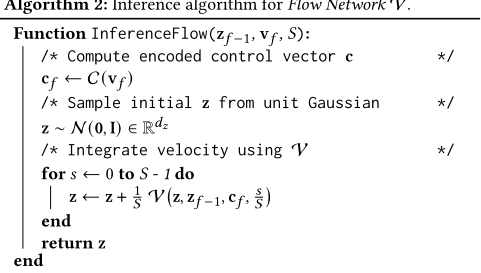 Algorithm 2: Inference algorithm for Flow Network 𝒱.
Function InferenceFlow(z_{f−1}, v_f, S):
/* Compute encoded control vector c */
c_f ← C(v_f)
/* Sample initial z from unit Gaussian */
z ∼ N(0, I) ∈ ℝ^{d_z}
/* Integrate velocity using 𝒱 */
for s ← 0 to S - 1 do
z ← z + 1/S 𝒱(z, z_{f−1}, c_f, s/S)
end
return z
end